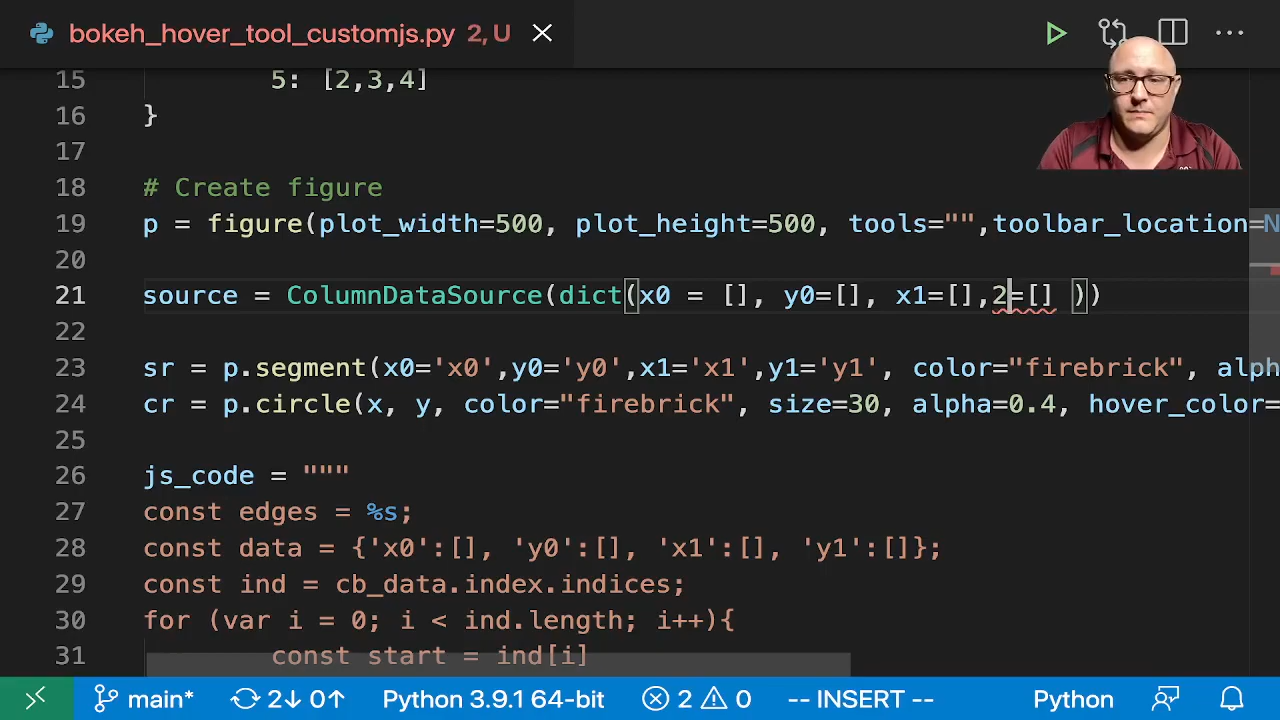 bokeh_hover_tool_customjs.py 2, U
15 5: [2,3,4]
16 }
17
18 # Create figure
19 p = figure(plot_width=500, plot_height=500, tools="",toolbar_location=N
20
21 source = ColumnDataSource(dict(x0 = [], y0=[], x1=[],2=[] ))
22
23 sr = p.segment(x0='x0',y0='y0',x1='x1',y1='y1', color="firebrick", alp
24 cr = p.circle(x, y, color="firebrick", size=30, alpha=0.4, hover_color=
25
26 js_code = """
27 const edges = %s;
28 const data = {'x0':[], 'y0':[], 'x1':[], 'y1':[]};
29 const ind = cb_data.index.indices;
30 for (var i = 0; i < ind.length; i++){
31 const start = ind[i]
main* 2↓ 0↑ Python 3.9.1 64-bit 2 0 -- INSERT -- Python